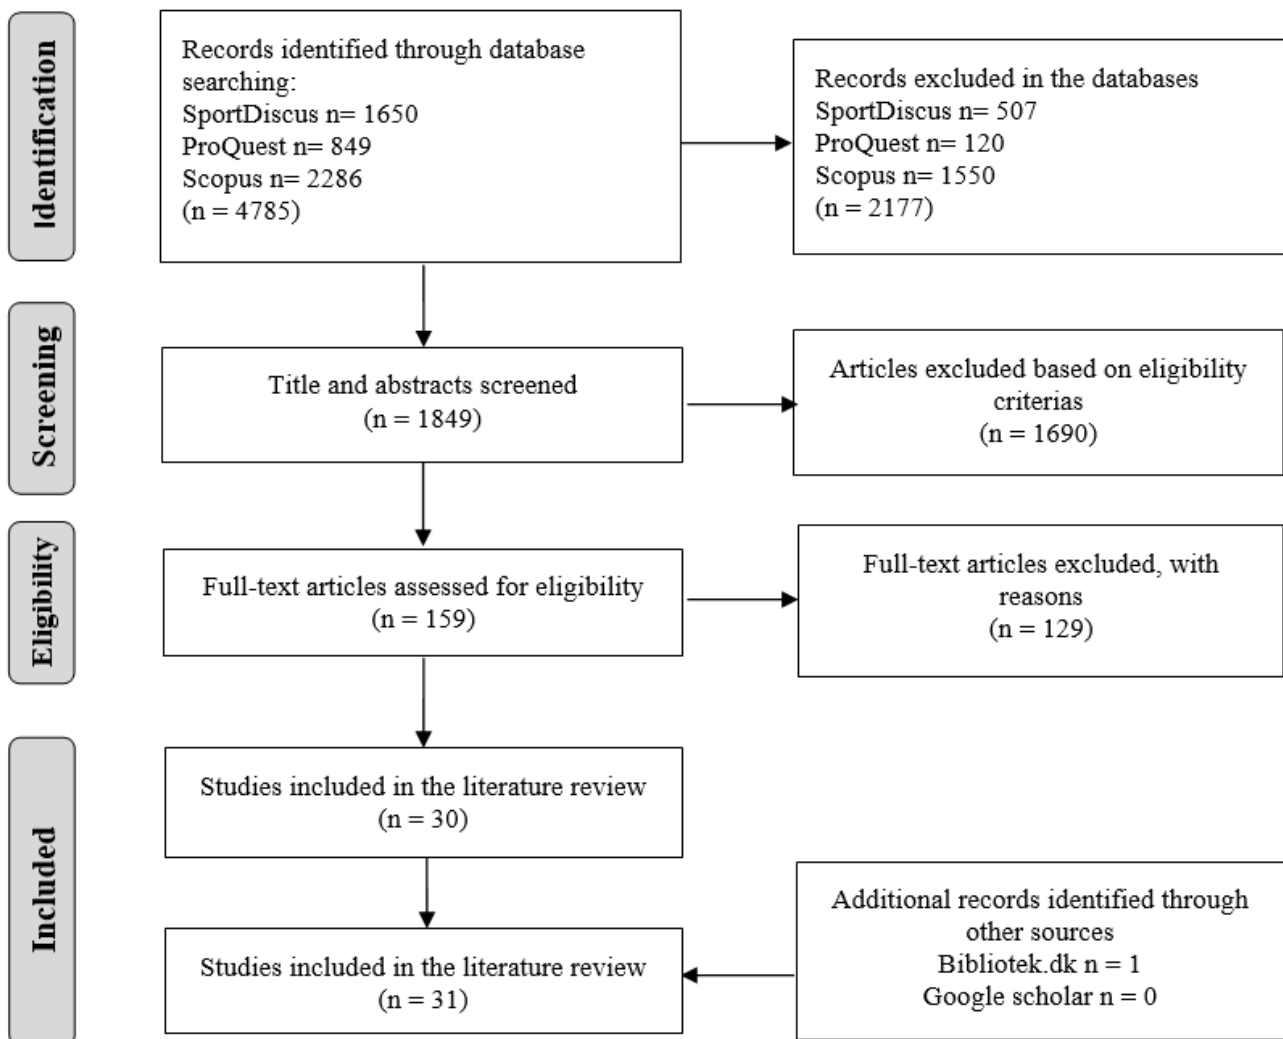 Identification
Records identified through database
searching:
SportDiscus n= 1650
ProQuest n= 849
Scopus n= 2286
(n = 4785)
Records excluded in the databases
SportDiscus n= 507
ProQuest n= 120
Scopus n= 1550
(n = 2177)
Screening
Title and abstracts screened
(n = 1849)
Articles excluded based on eligibility
criterias
(n = 1690)
Eligibility
Full-text articles assessed for eligibility
(n = 159)
Full-text articles excluded, with
reasons
(n = 129)
Included
Studies included in the literature review
(n = 30)
Additional records identified through
other sources
Bibliotek.dk n = 1
Google scholar n = 0
Studies included in the literature review
(n = 31)